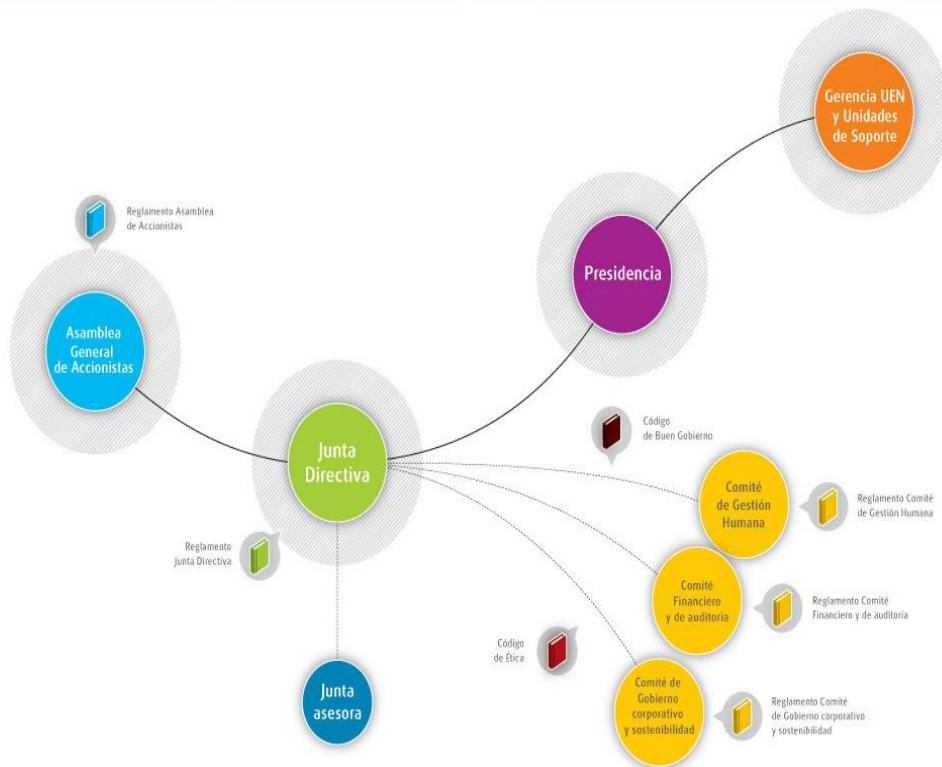 Gerencia UEN
y Unidades
de Soporte
Reglamento Asamblea
de Accionistas
Presidencia
Asamblea
General
de Accionistas
Junta
Directiva
Código
de Buen Gobierno
Comité
de Gestión
Humana
Reglamento Comité
de Gestión Humana
Reglamento
Junta Directiva
Comité
Financiero
y de auditoria
Reglamento Comité
Financiero y de auditoria
Código
de Ética
Junta
asesora
Comité de
Gobierno
corporativo
y sostenibilidad
Reglamento Comité
de Gobierno corporativo
y sostenibilidad